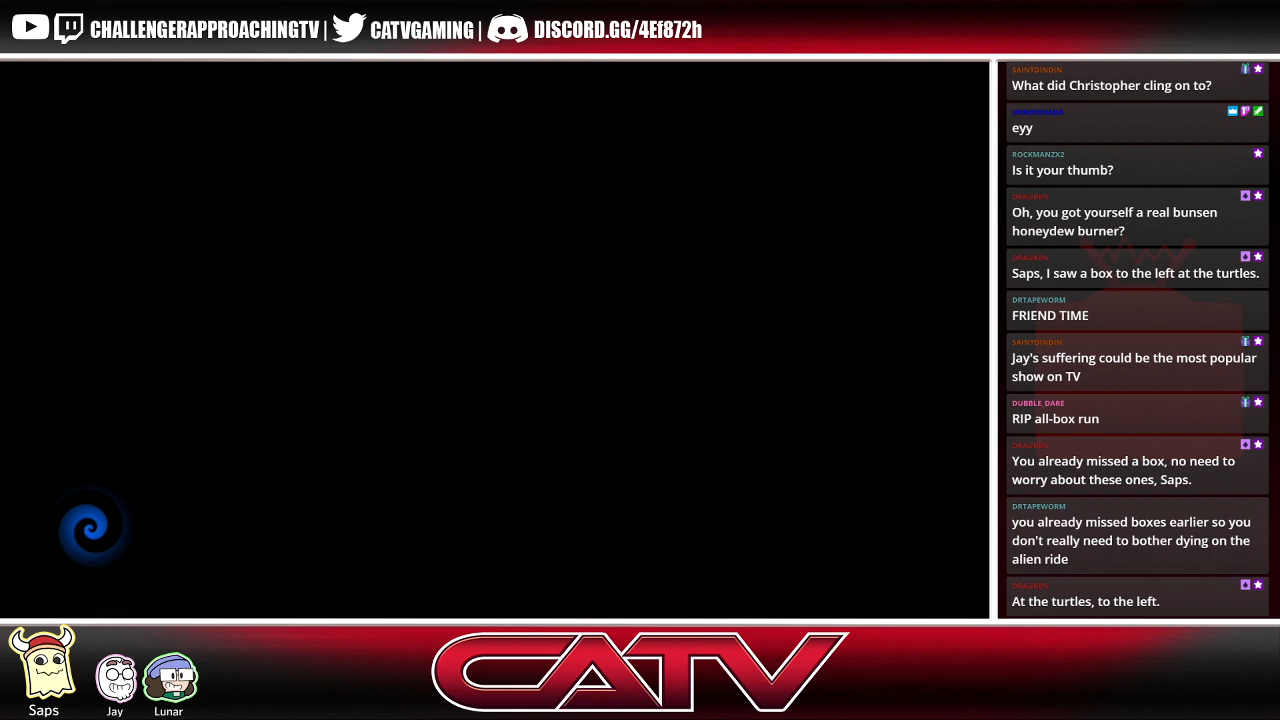 CHALLENGERAPPROACHINGTV | CATVGAMING | DISCORD.GG/4Ef872h
SAINTDINDIN
What did Christopher cling on to?
eyy
ROCKMANZX2
Is it your thumb?
DRAUKEN
Oh, you got yourself a real bunsen
honeydew burner?
DRAUKEN
Saps, I saw a box to the left at the turtles.
DRTAPEWORM
FRIEND TIME
SAINTDINDIN
Jay's suffering could be the most popular
show on TV
DUBBLE_DARE
RIP all-box run
DRAUKEN
You already missed a box, no need to
worry about these ones, Saps.
DRTAPEWORM
you already missed boxes earlier so you
don't really need to bother dying on the
alien ride
DRAUKEN
At the turtles, to the left.
CATV
Saps
Jay
Lunar